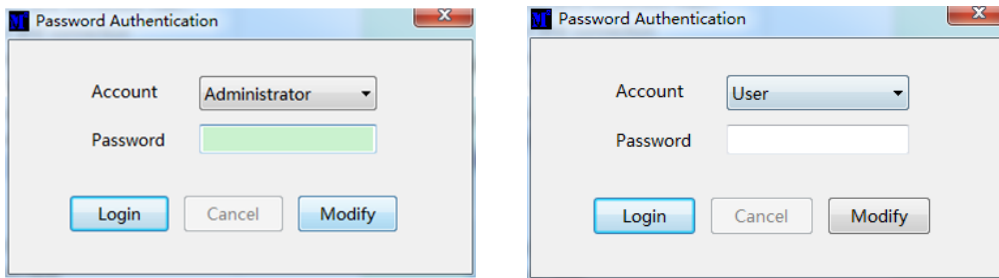 Password Authentication
Account Administrator
Password
Login Cancel Modify
Password Authentication
Account User
Password
Login Cancel Modify